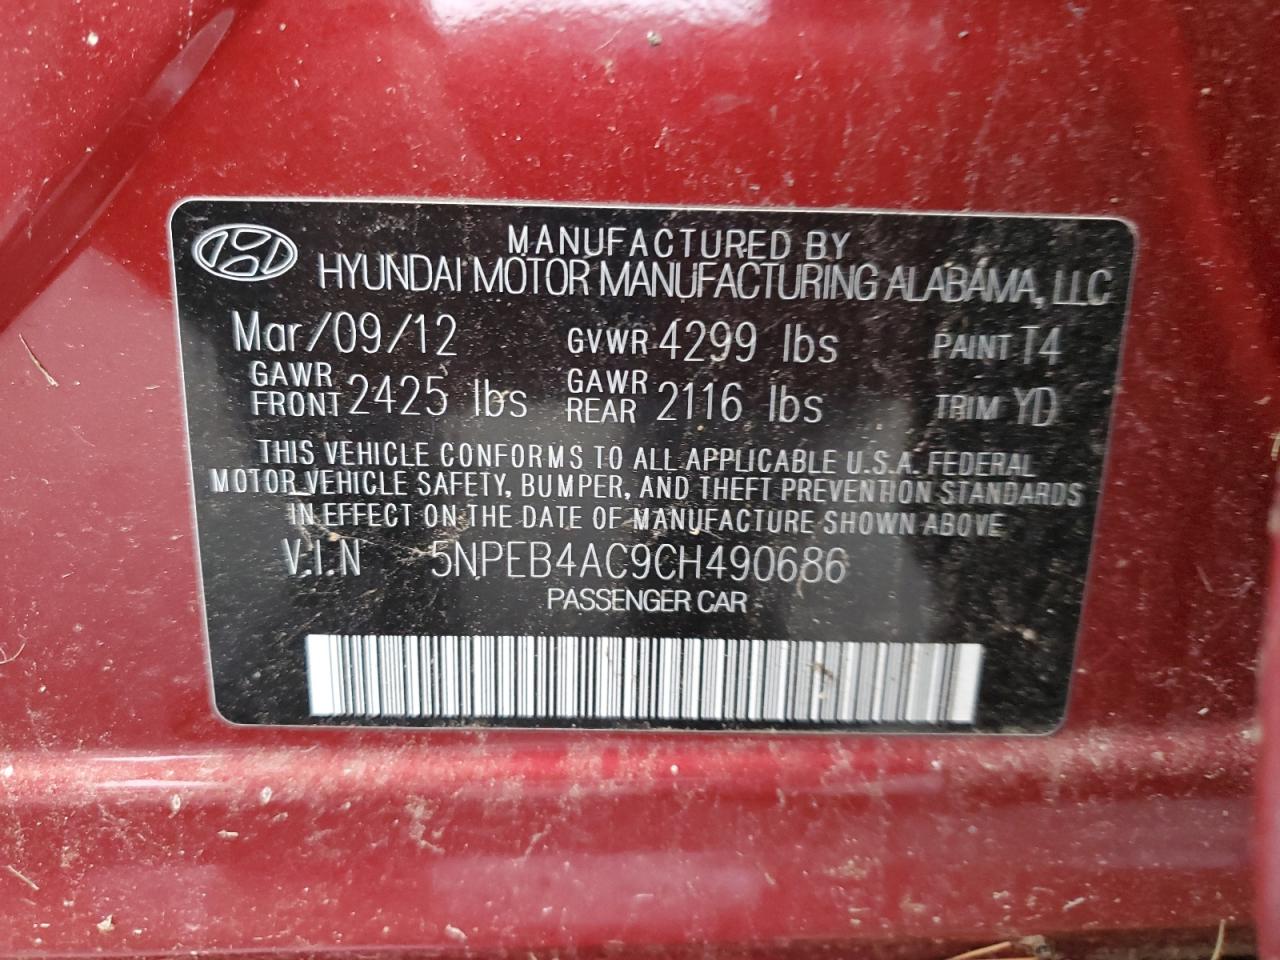 MANUFACTURED BY
HYUNDAI MOTOR MANUFACTURING ALABAMA, LLC
Mar/09/12 GVWR 4299 lbs PAINT T4
GAWR FRONT 2425 lbs GAWR REAR 2116 lbs TRIM YD
THIS VEHICLE CONFORMS TO ALL APPLICABLE U.S.A. FEDERAL
MOTOR VEHICLE SAFETY, BUMPER, AND THEFT PREVENTION STANDARDS
IN EFFECT ON THE DATE OF MANUFACTURE SHOWN ABOVE
V.I.N 5NPEB4AC9CH490686
PASSENGER CAR